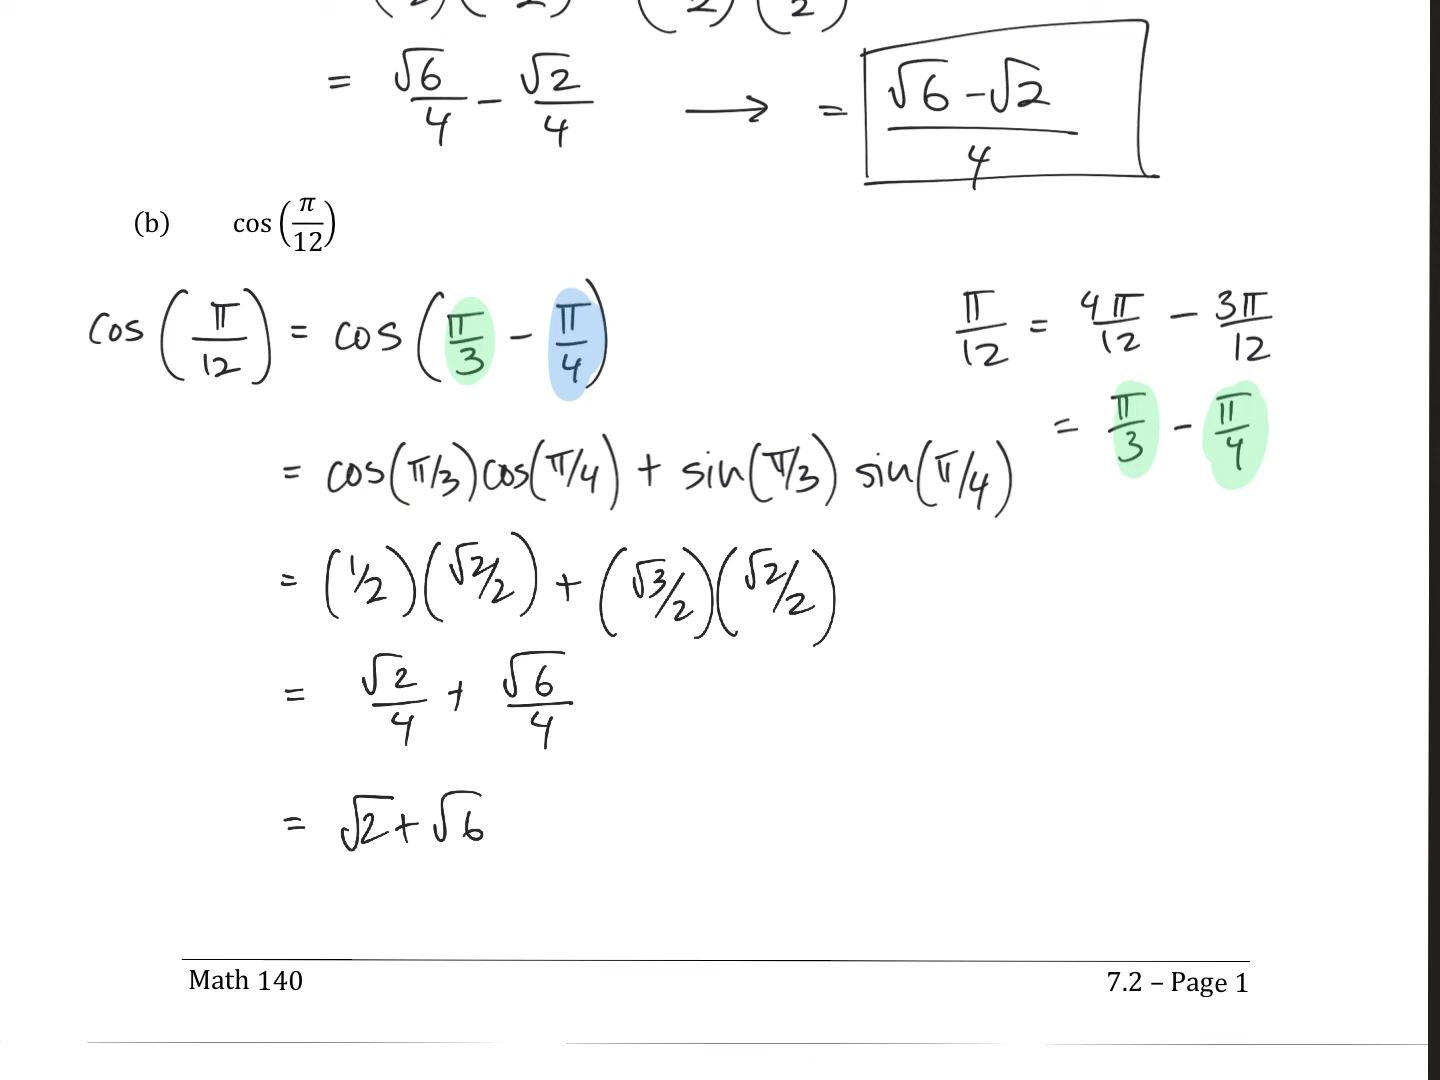 = √6/4 - √2/4 → = √6-√2/4
(b) cos(π/12)
cos(π/12) = cos(π/3 - π/4)
π/12 = 4π/12 - 3π/12
= π/3 - π/4
= cos(π/3)cos(π/4) + sin(π/3) sin(π/4)
= (1/2)(√2/2) + (√3/2)(√2/2)
= √2/4 + √6/4
= √2+√6
Math 140
7.2 – Page 1